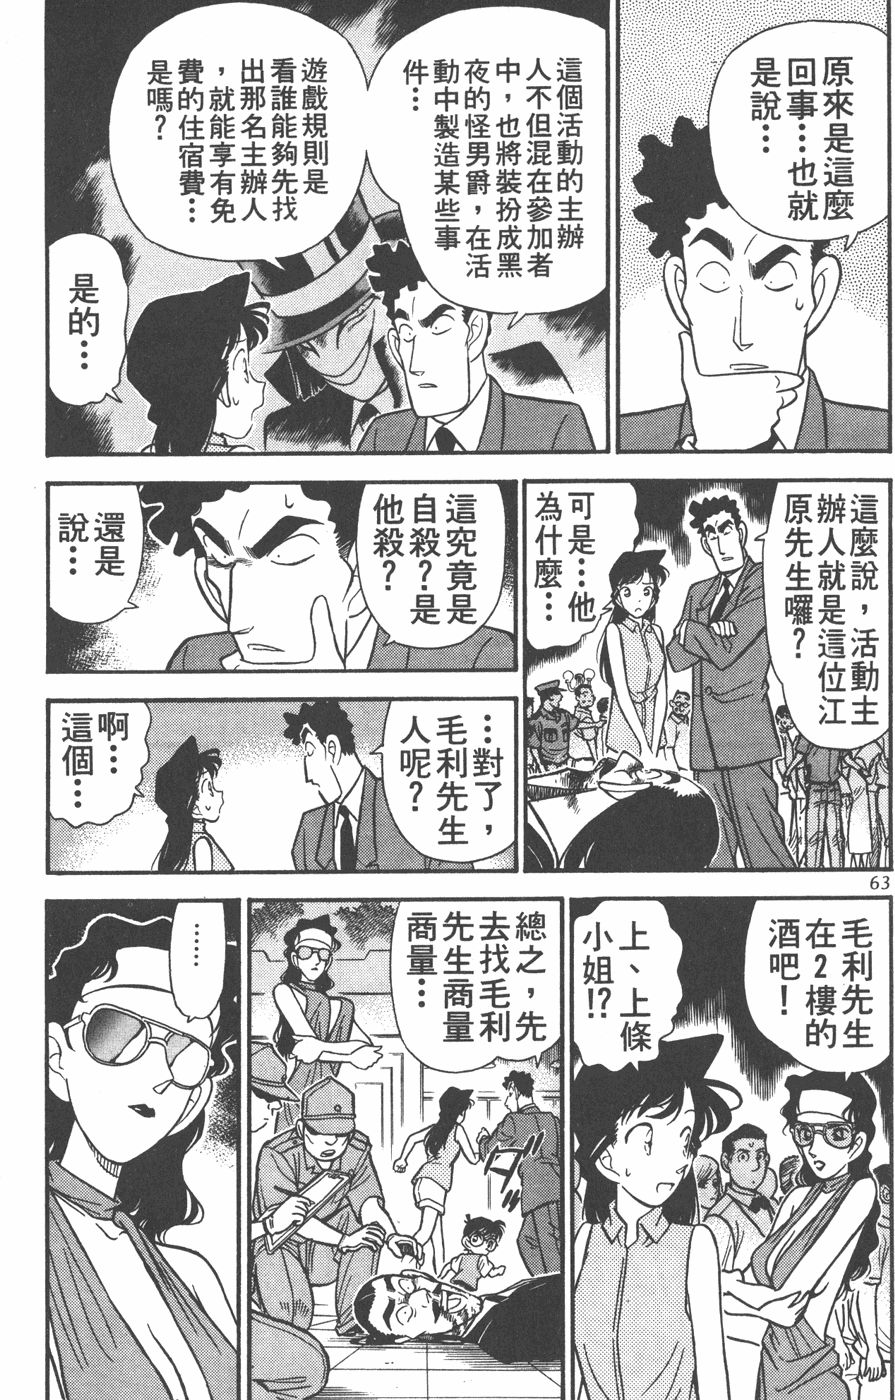 原來是這麼
回事…也就
是說…
這個活動的主辦
人不但混在參加者
中，也將裝扮成黑
夜的怪男爵，在活
動中製造某些事
件…
遊戲規則是
看誰能夠先找
出那名主辦人
，就能享有免
費的住宿費…
是嗎？
是的…
這麼說，活動主
辦人就是這位江
原先生囉？
可是…他
為什麼…
這究竟是
自殺？是
他殺？
還是
說…
…對了，
毛利先生
人呢？
啊…
這個…
63
毛利先生
在2樓的
酒吧！
上、上條
小姐!?
總之，先
去找毛利
先生商量
商量…
ダッ
……